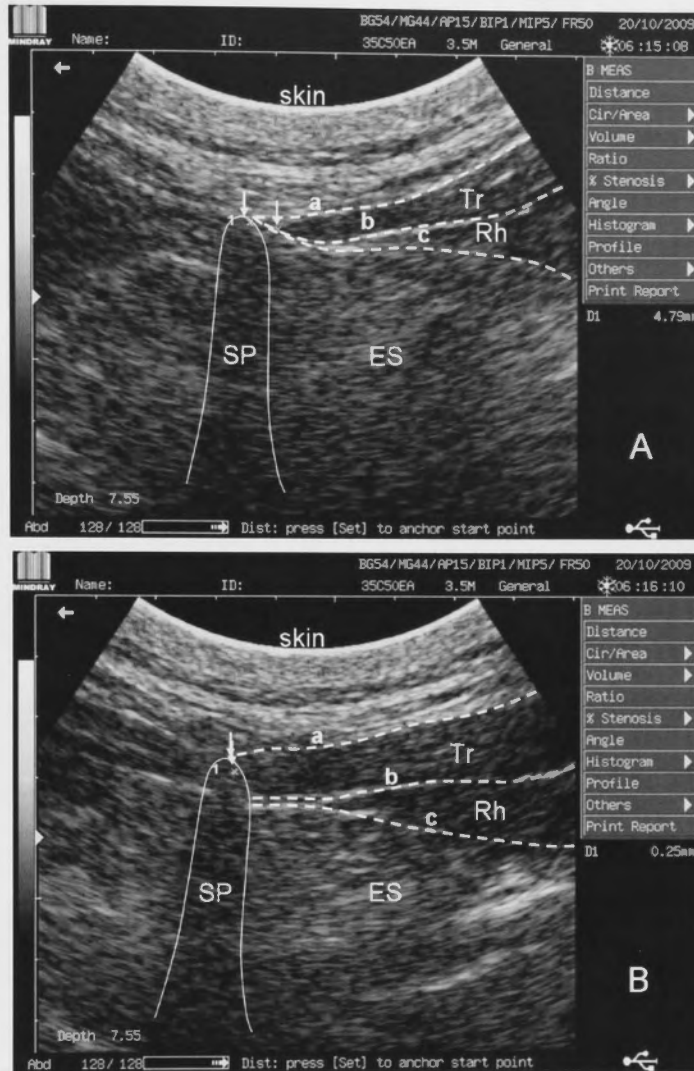 BG54/MG44/AP15/BIP1/MIP5/FR50 20/10/2009
MINDRAY Name: ID: 35C50EA 3.5M General 06:15:08
B MEAS
Distance
Cir/Area
Volume
Ratio
% Stenosis
Angle
Histogram
Profile
Others
Print Report
D1 4.79mm
skin
a
Tr
b
Rh
c
1
SP
ES
A
Depth 7.55
Abd 128/128 Dist: press [Set] to anchor start point
BG54/MG44/AP15/BIP1/MIP5/FR50 20/10/2009
MINDRAY Name: ID: 35C50EA 3.5M General 06:16:10
B MEAS
Distance
Cir/Area
Volume
Ratio
% Stenosis
Angle
Histogram
Profile
Others
Print Report
D1 0.25mm
skin
a
Tr
1
b
Rh
c
SP
ES
B
Depth 7.55
Abd 128/128 Dist: press [Set] to anchor start point